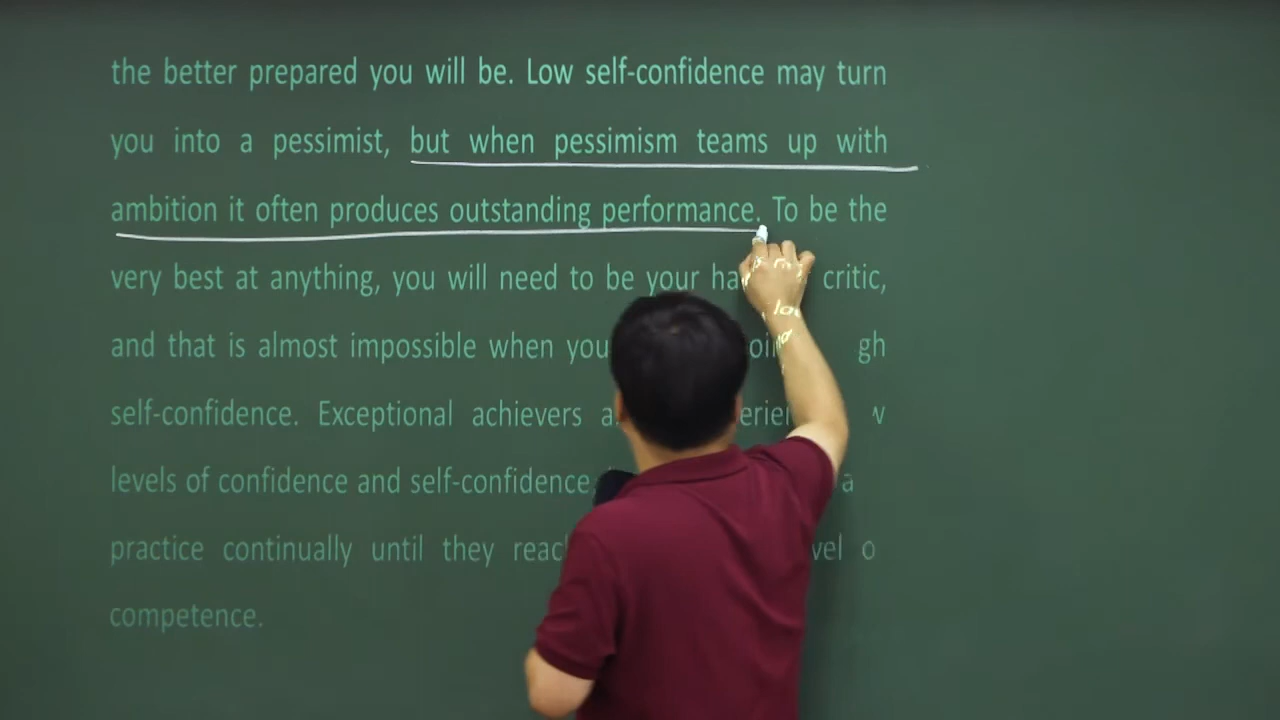 the better prepared you will be. Low self-confidence may turn
you into a pessimist, but when pessimism teams up with
ambition it often produces outstanding performance. To be the
very best at anything, you will need to be your critic,
and that is almost impossible when you
self-confidence. Exceptional achievers
levels of confidence and self-confidence
practice continually until they
competence.